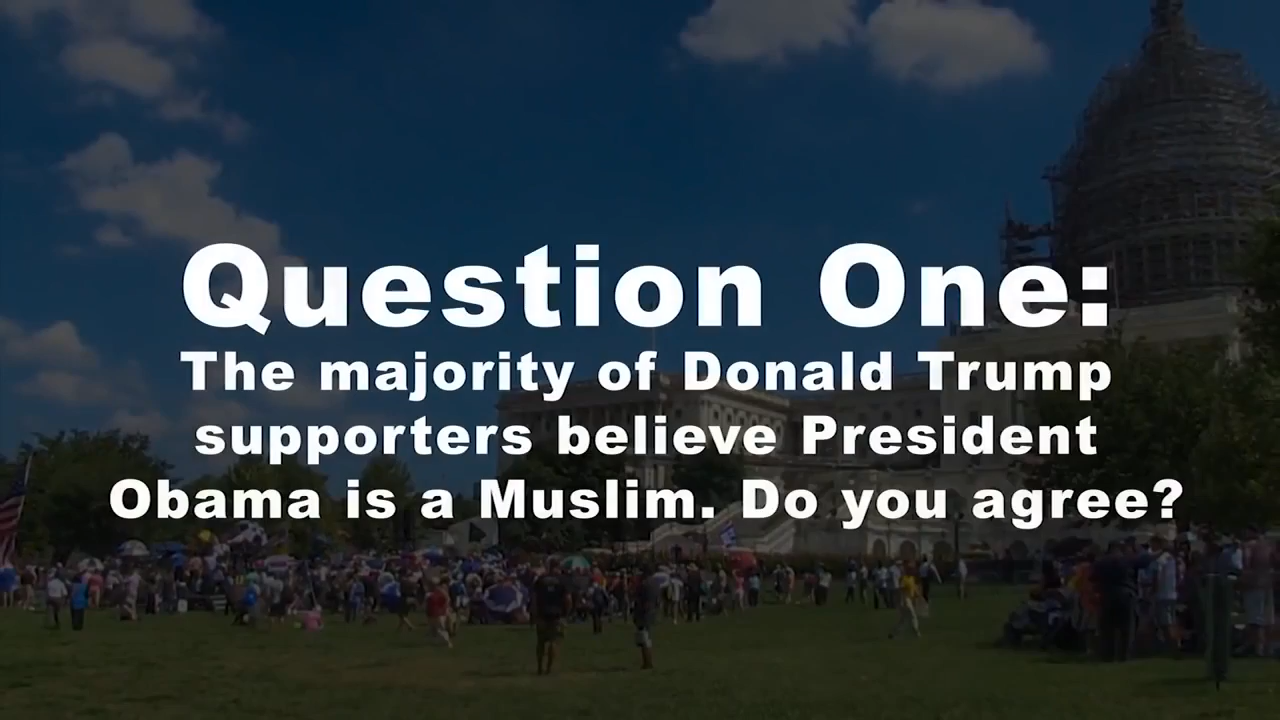 Question One:
The majority of Donald Trump
supporters believe President
Obama is a Muslim. Do you agree?